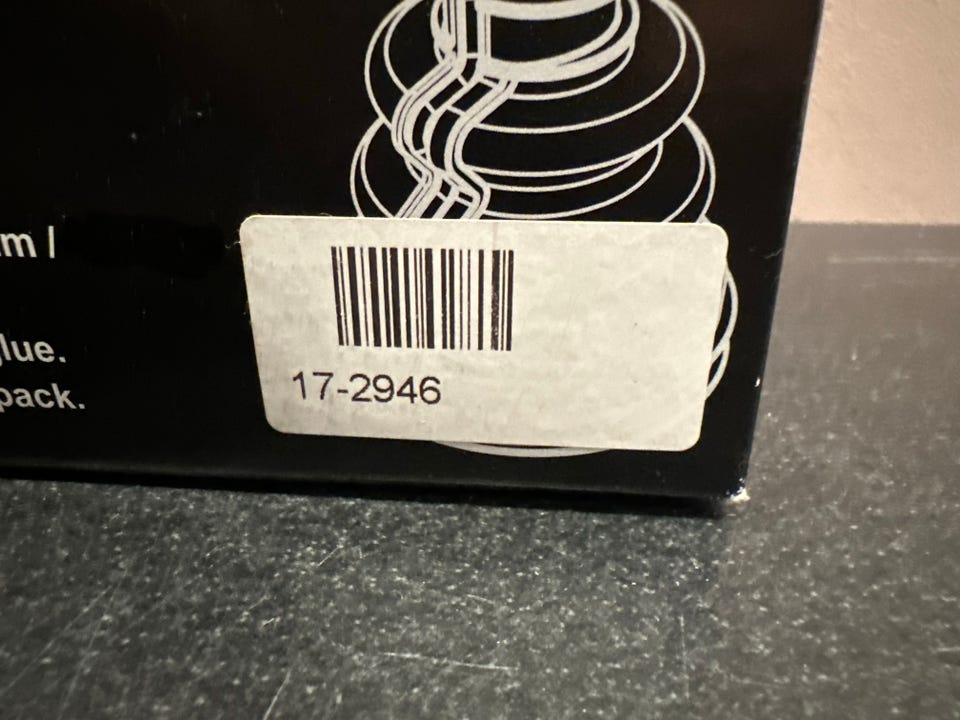 m /
glue.
pack.
17-2946